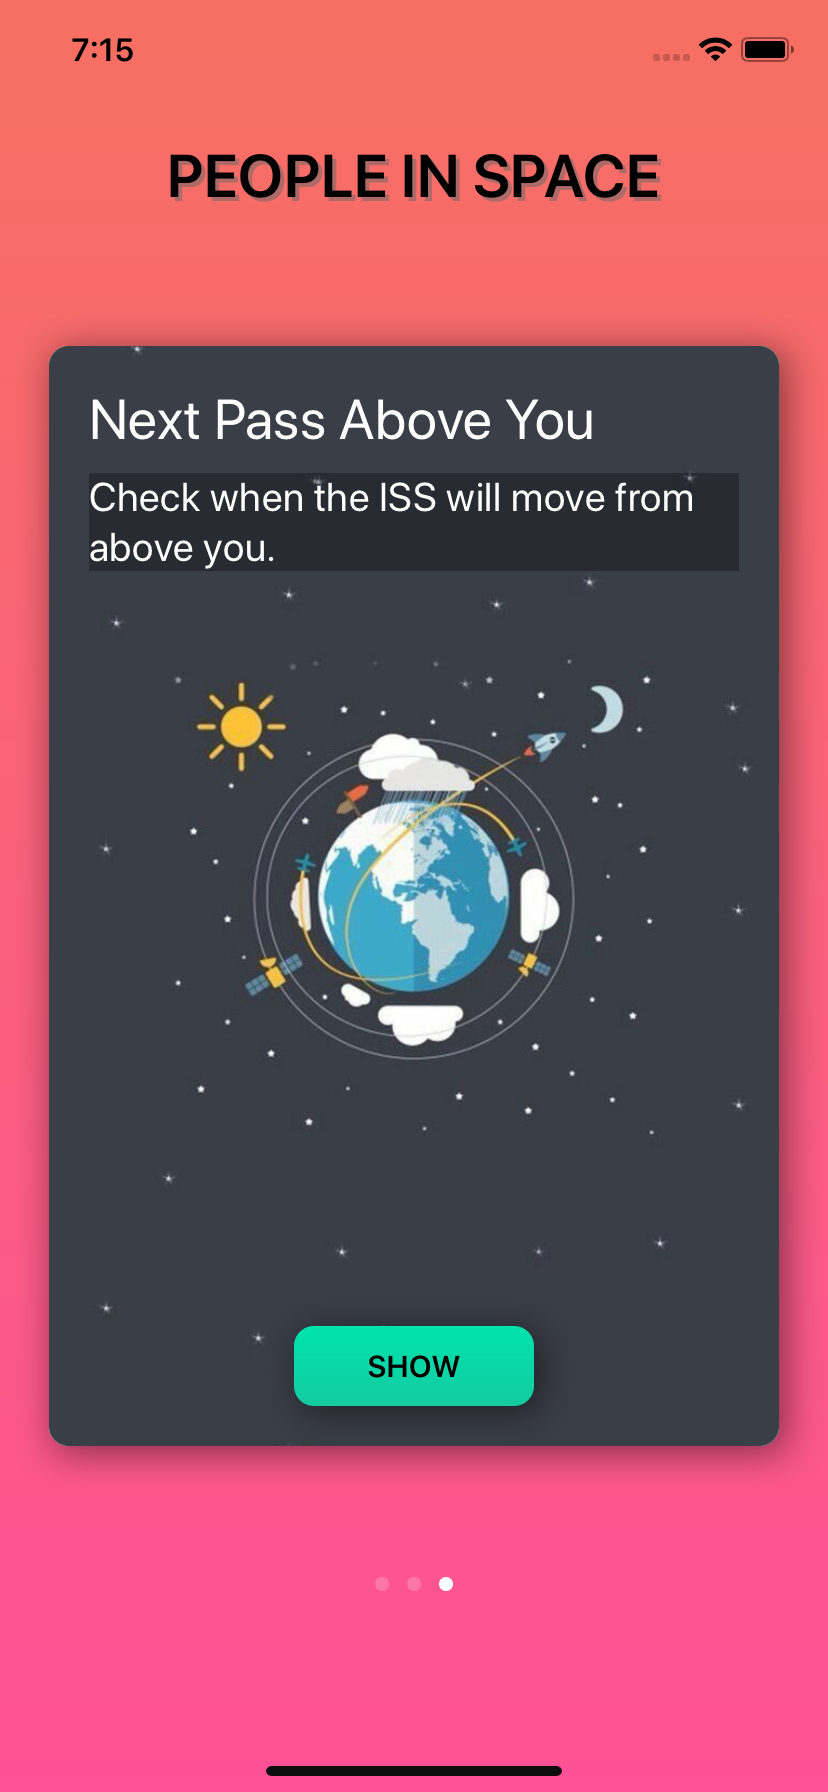 7:15
PEOPLE IN SPACE
Next Pass Above You
Check when the ISS will move from
above you.
SHOW